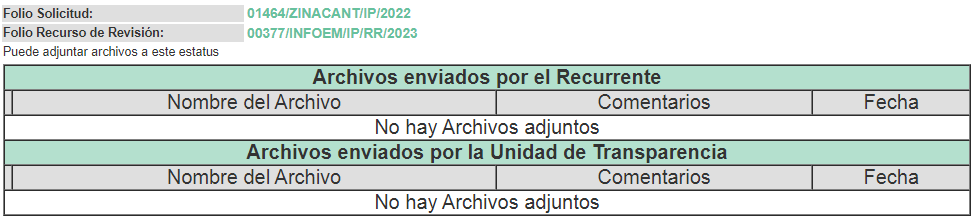 Folio Solicitud: 01464/ZINACANT/IP/2022
Folio Recurso de Revisión: 00377/INFOEM/IP/RR/2023
Puede adjuntar archivos a este estatus
Archivos enviados por el Recurrente
Nombre del Archivo Comentarios Fecha
No hay Archivos adjuntos
Archivos enviados por la Unidad de Transparencia
Nombre del Archivo Comentarios Fecha
No hay Archivos adjuntos